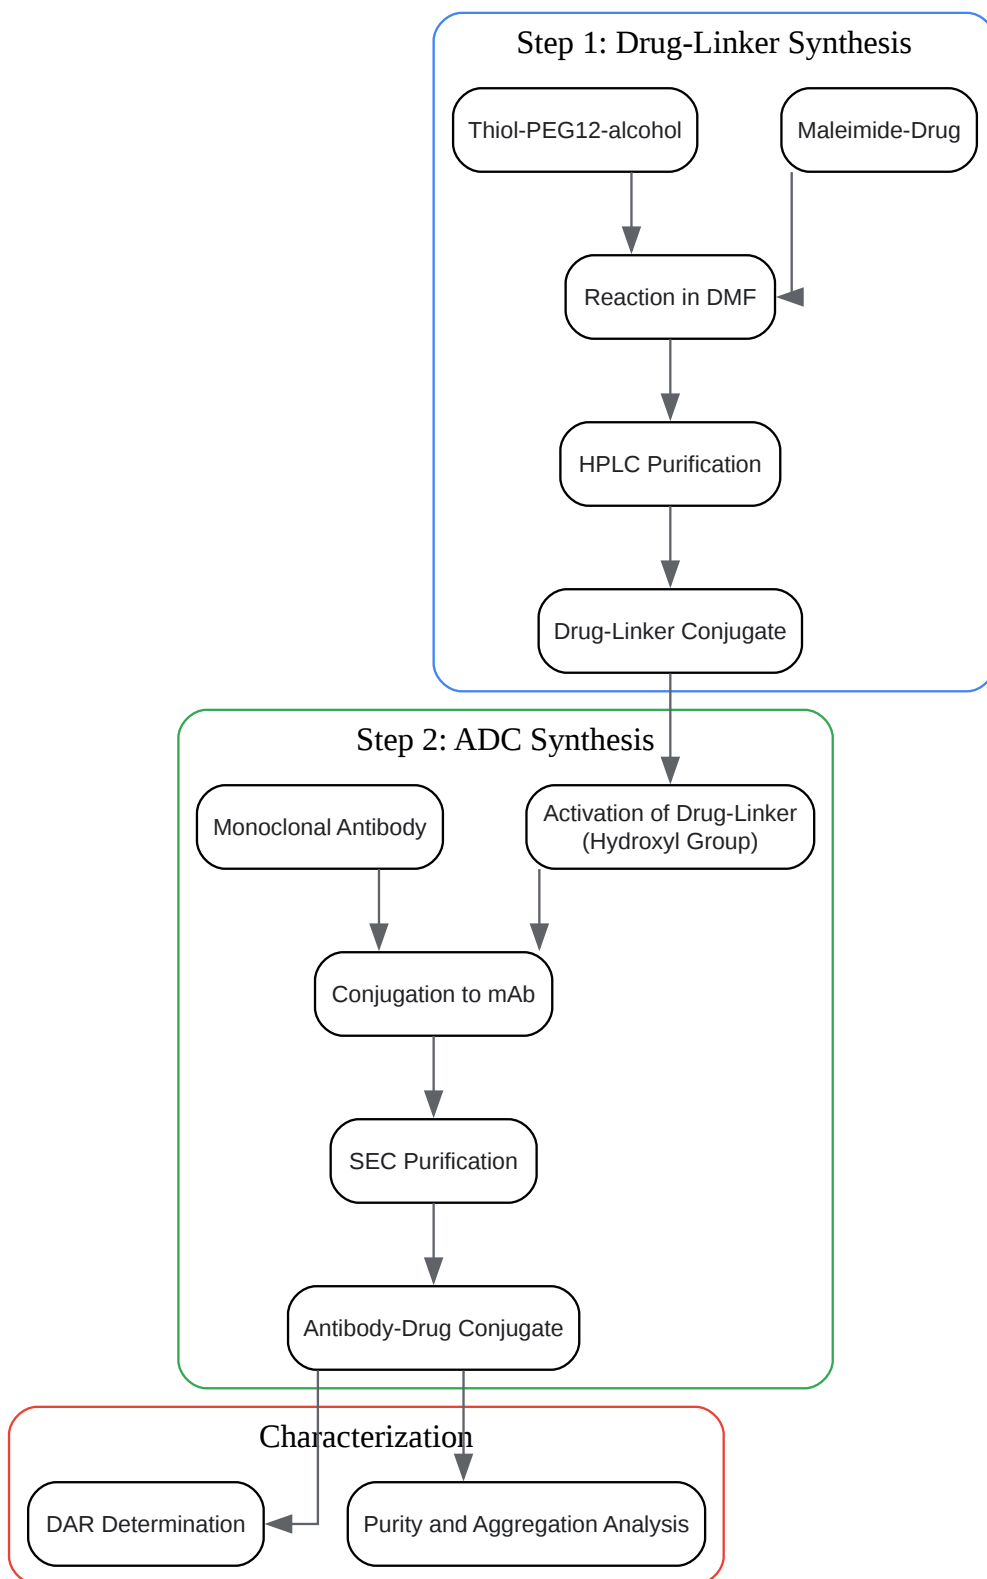 Step 1: Drug-Linker Synthesis
Thiol-PEG12-alcohol
Maleimide-Drug
Reaction in DMF
HPLC Purification
Drug-Linker Conjugate
Step 2: ADC Synthesis
Monoclonal Antibody
Activation of Drug-Linker
(Hydroxyl Group)
Conjugation to mAb
SEC Purification
Antibody-Drug Conjugate
Characterization
DAR Determination
Purity and Aggregation Analysis